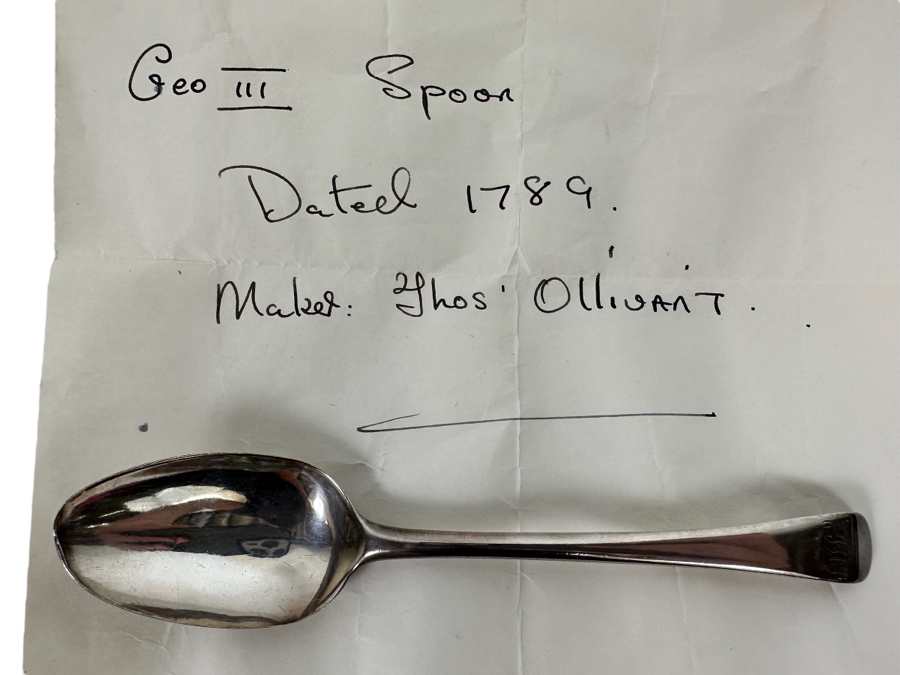 Geo III Spoon
Dated 1789.
Maker: Thos' Ollivant.